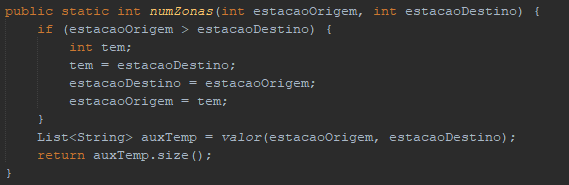 public static int numZonas(int estacaoOrigem, int estacaoDestino) {
    if (estacaoOrigem > estacaoDestino) {
        int tem;
        tem = estacaoDestino;
        estacaoDestino = estacaoOrigem;
        estacaoOrigem = tem;
    }
    List<String> auxTemp = valor(estacaoOrigem, estacaoDestino);
    return auxTemp.size();
}